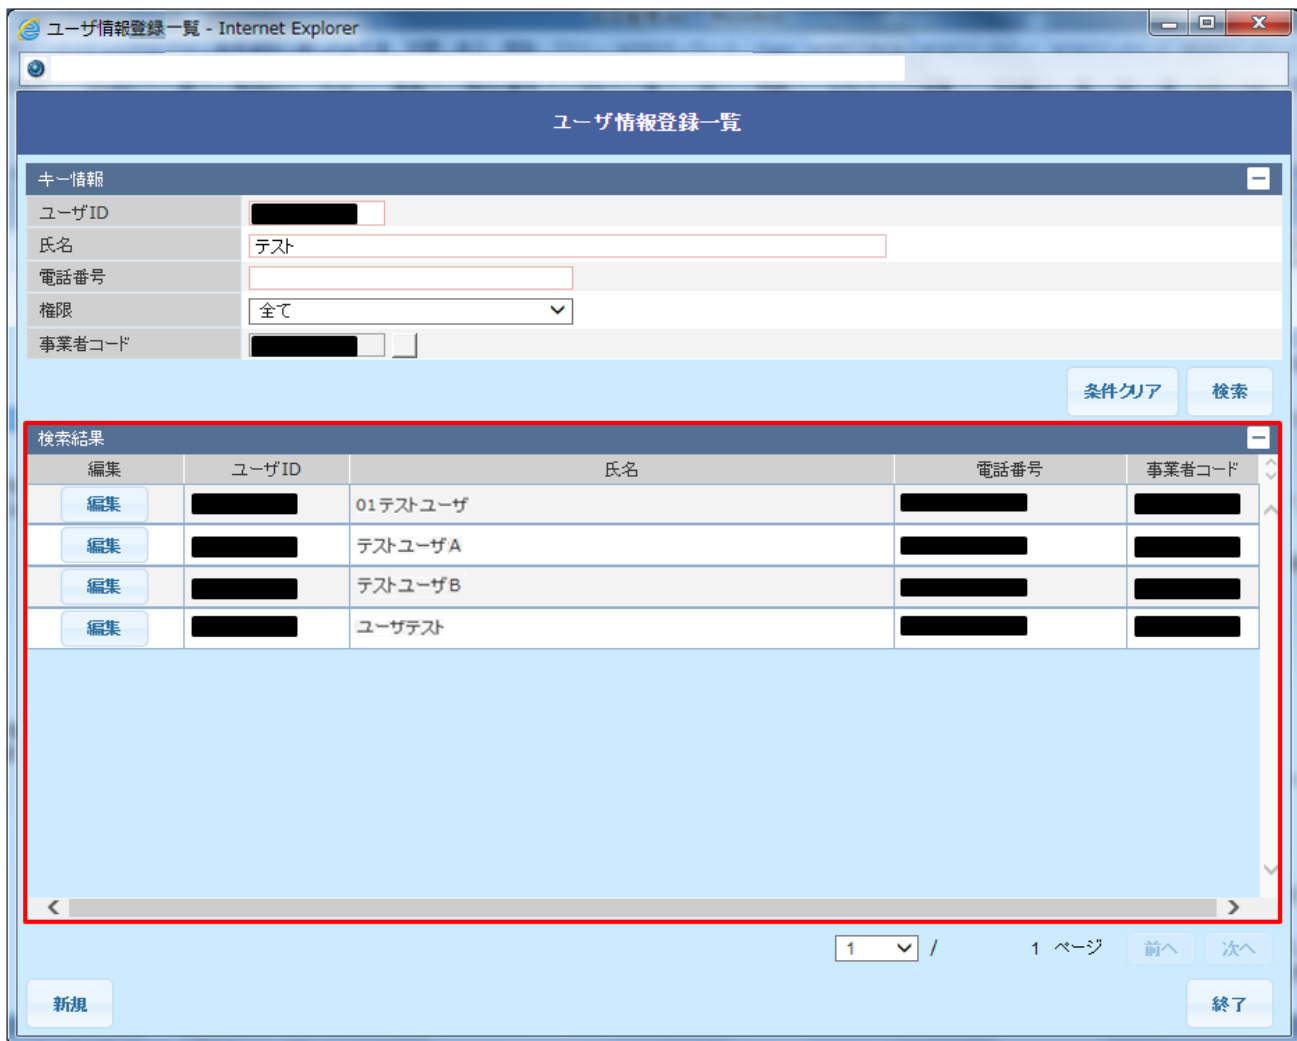 ユーザ情報登録一覧 - Internet Explorer
ユーザ情報登録一覧
キー情報
ユーザID
氏名 テスト
電話番号
権限 全て
事業者コード
条件クリア 検索
検索結果
編集 ユーザID 氏名 電話番号 事業者コード
編集 01テストユーザ
編集 テストユーザA
編集 テストユーザB
編集 ユーザテスト
1 / 1 ページ 前へ 次へ
新規 終了